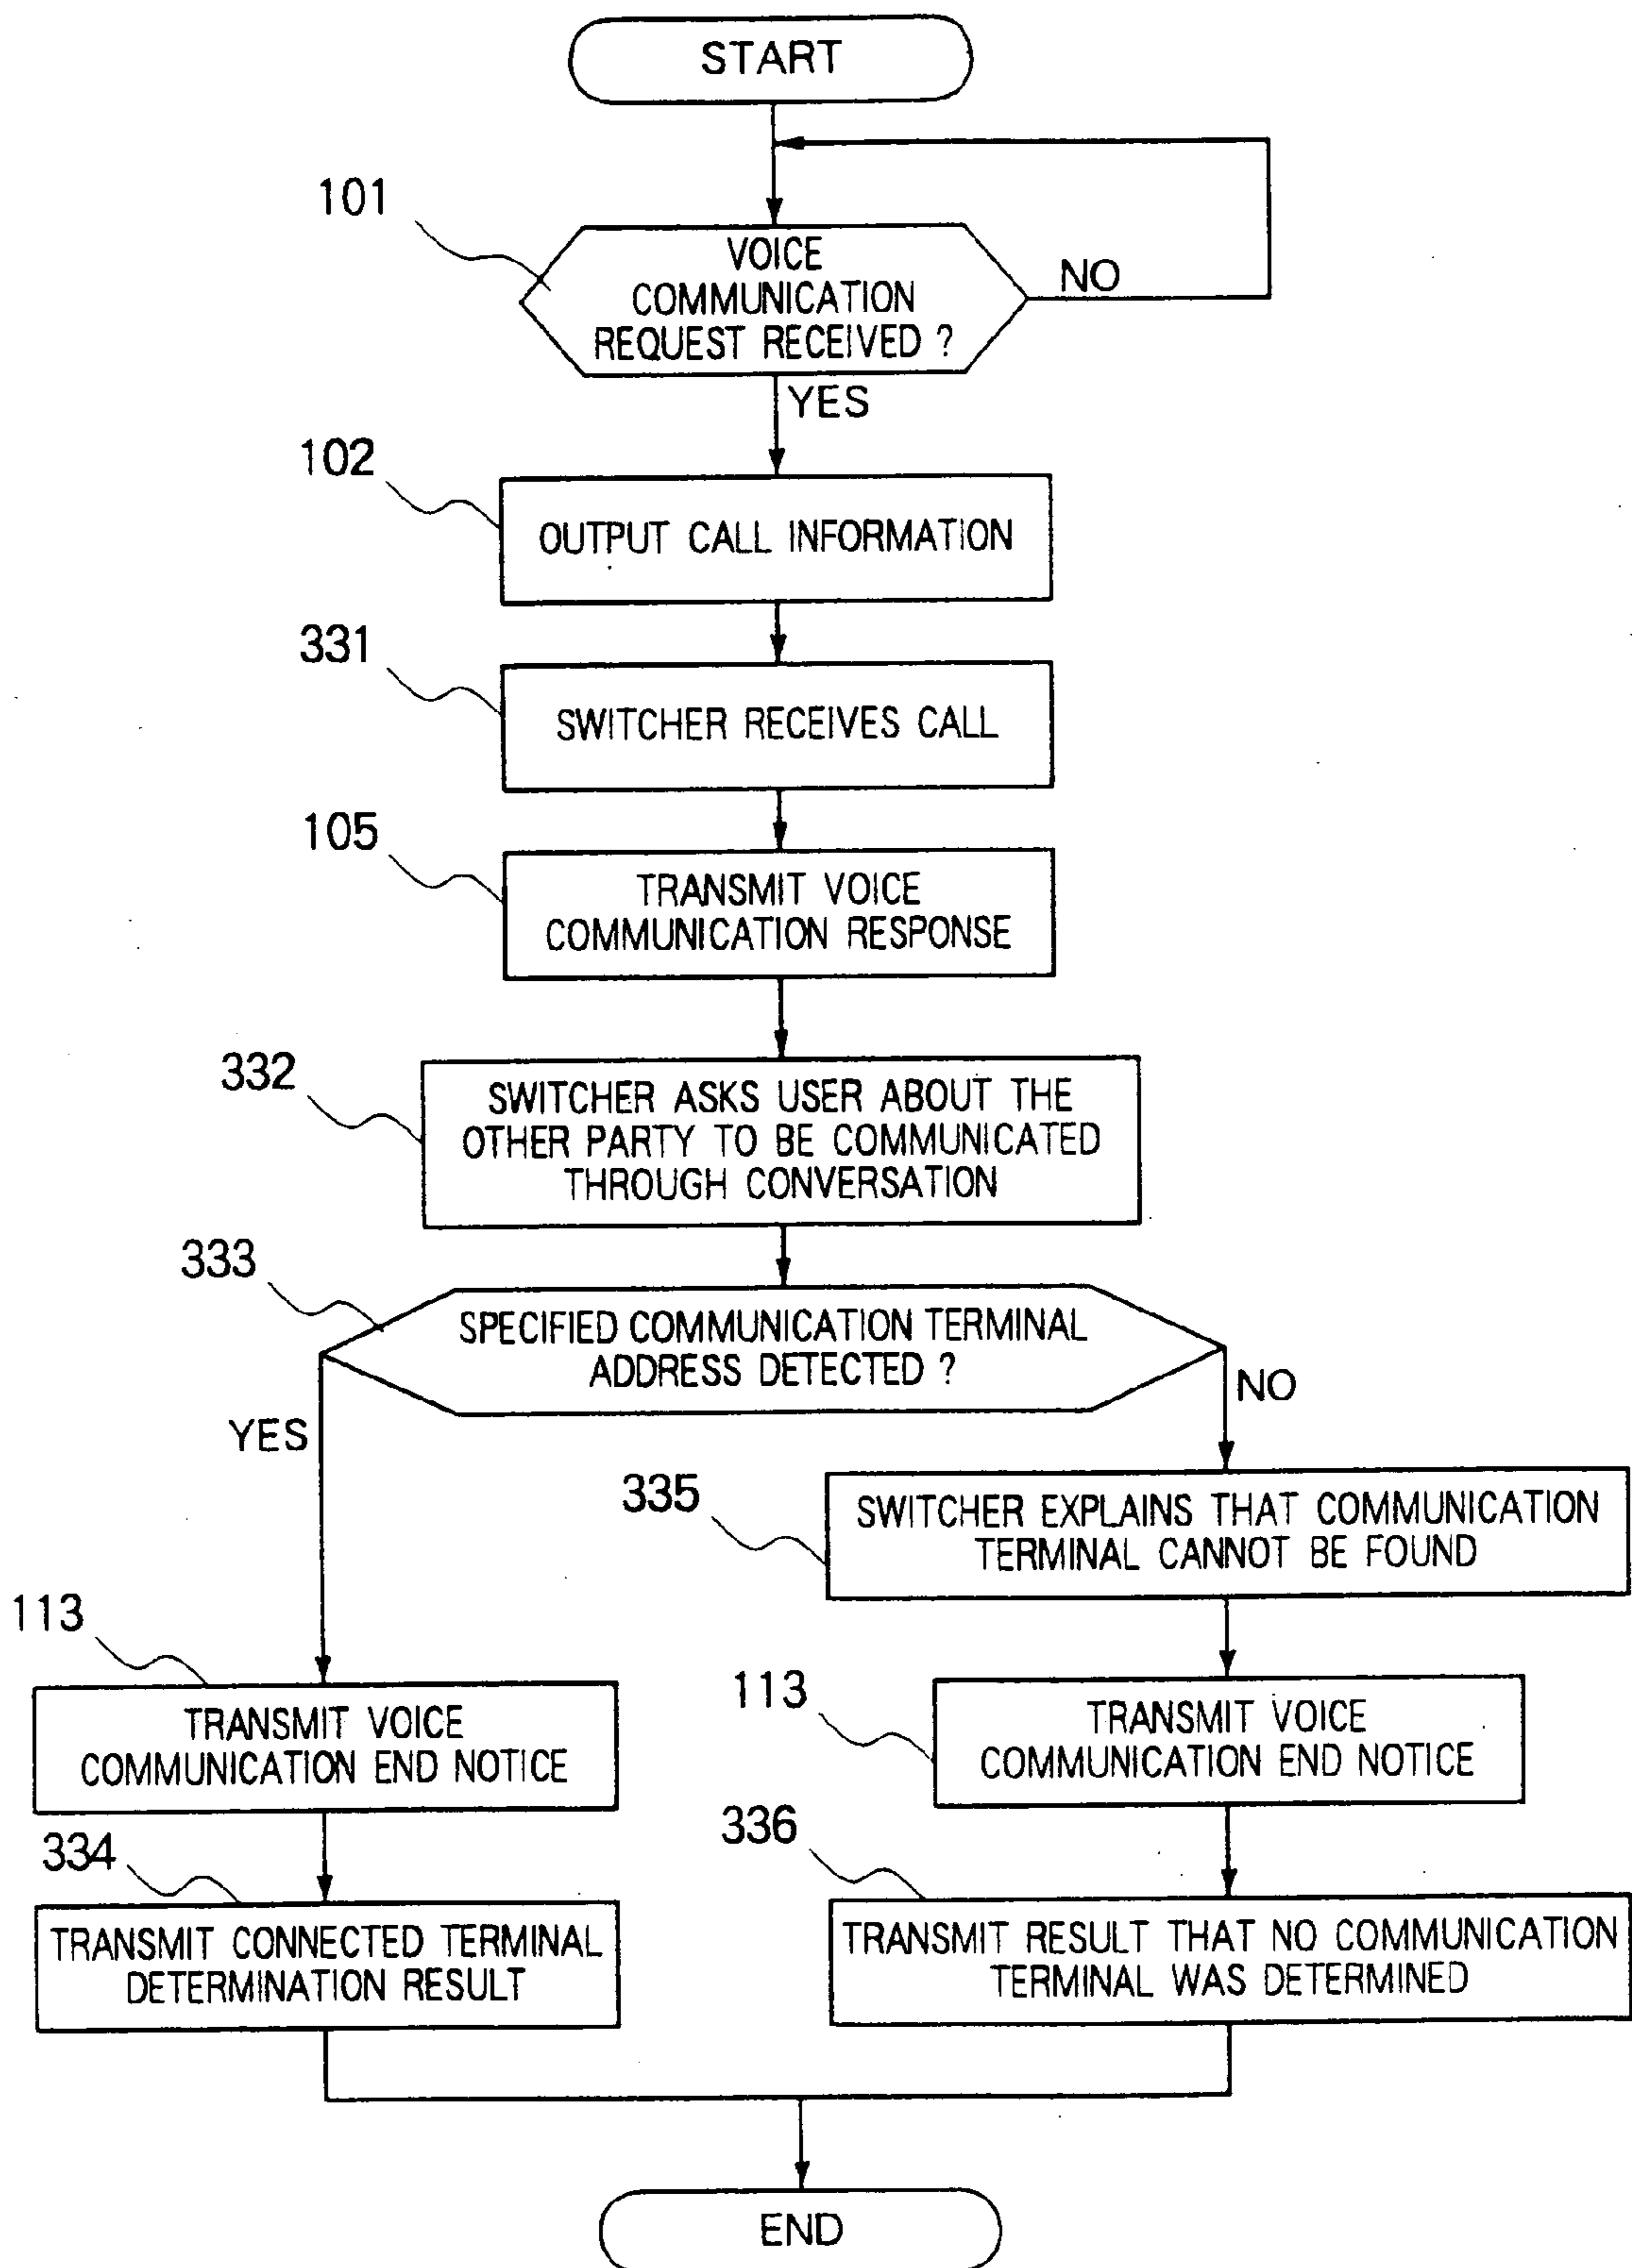 START
101
VOICE
COMMUNICATION
REQUEST RECEIVED ?
NO
YES
102
OUTPUT CALL INFORMATION
331
SWITCHER RECEIVES CALL
105
TRANSMIT VOICE
COMMUNICATION RESPONSE
332
SWITCHER ASKS USER ABOUT THE
OTHER PARTY TO BE COMMUNICATED
THROUGH CONVERSATION
333
SPECIFIED COMMUNICATION TERMINAL
ADDRESS DETECTED ?
YES
NO
335
SWITCHER EXPLAINS THAT COMMUNICATION
TERMINAL CANNOT BE FOUND
113
TRANSMIT VOICE
COMMUNICATION END NOTICE
113
TRANSMIT VOICE
COMMUNICATION END NOTICE
334
TRANSMIT CONNECTED TERMINAL
DETERMINATION RESULT
336
TRANSMIT RESULT THAT NO COMMUNICATION
TERMINAL WAS DETERMINED
END